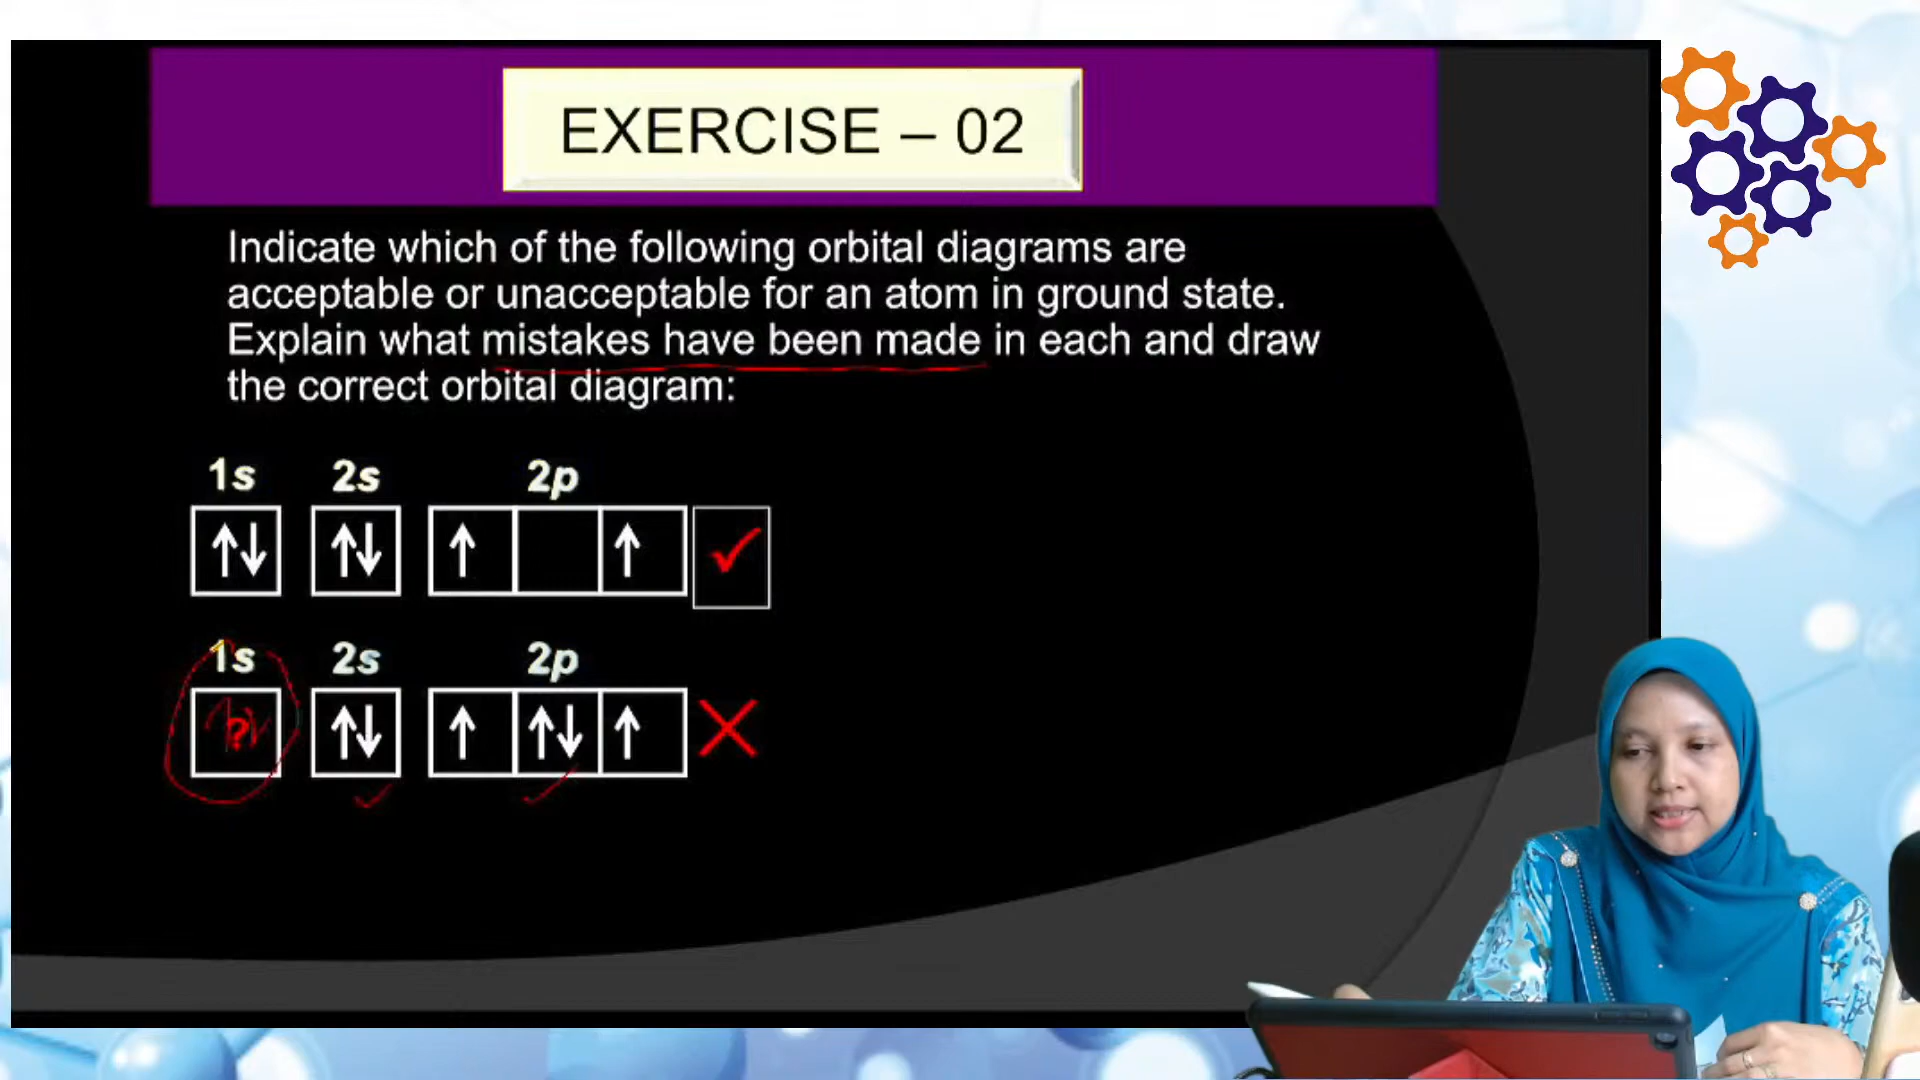 EXERCISE – 02
Indicate which of the following orbital diagrams are
acceptable or unacceptable for an atom in ground state.
Explain what mistakes have been made in each and draw
the correct orbital diagram:
1s 2s 2p
↑↓ ↑↓ ↑ ↑ ✓
1s 2s 2p
? ↑↓ ↑ ↑↓ ↑ ✗